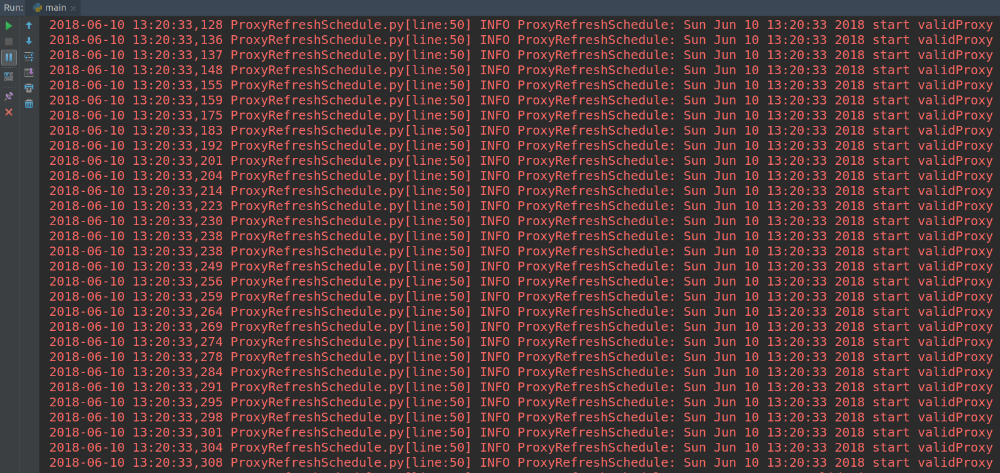 Run: main
2018-06-10 13:20:33,128 ProxyRefreshSchedule.py[line:50] INFO ProxyRefreshSchedule: Sun Jun 10 13:20:33 2018 start validProxy
2018-06-10 13:20:33,136 ProxyRefreshSchedule.py[line:50] INFO ProxyRefreshSchedule: Sun Jun 10 13:20:33 2018 start validProxy
2018-06-10 13:20:33,137 ProxyRefreshSchedule.py[line:50] INFO ProxyRefreshSchedule: Sun Jun 10 13:20:33 2018 start validProxy
2018-06-10 13:20:33,148 ProxyRefreshSchedule.py[line:50] INFO ProxyRefreshSchedule: Sun Jun 10 13:20:33 2018 start validProxy
2018-06-10 13:20:33,155 ProxyRefreshSchedule.py[line:50] INFO ProxyRefreshSchedule: Sun Jun 10 13:20:33 2018 start validProxy
2018-06-10 13:20:33,159 ProxyRefreshSchedule.py[line:50] INFO ProxyRefreshSchedule: Sun Jun 10 13:20:33 2018 start validProxy
2018-06-10 13:20:33,175 ProxyRefreshSchedule.py[line:50] INFO ProxyRefreshSchedule: Sun Jun 10 13:20:33 2018 start validProxy
2018-06-10 13:20:33,183 ProxyRefreshSchedule.py[line:50] INFO ProxyRefreshSchedule: Sun Jun 10 13:20:33 2018 start validProxy
2018-06-10 13:20:33,192 ProxyRefreshSchedule.py[line:50] INFO ProxyRefreshSchedule: Sun Jun 10 13:20:33 2018 start validProxy
2018-06-10 13:20:33,201 ProxyRefreshSchedule.py[line:50] INFO ProxyRefreshSchedule: Sun Jun 10 13:20:33 2018 start validProxy
2018-06-10 13:20:33,204 ProxyRefreshSchedule.py[line:50] INFO ProxyRefreshSchedule: Sun Jun 10 13:20:33 2018 start validProxy
2018-06-10 13:20:33,214 ProxyRefreshSchedule.py[line:50] INFO ProxyRefreshSchedule: Sun Jun 10 13:20:33 2018 start validProxy
2018-06-10 13:20:33,223 ProxyRefreshSchedule.py[line:50] INFO ProxyRefreshSchedule: Sun Jun 10 13:20:33 2018 start validProxy
2018-06-10 13:20:33,230 ProxyRefreshSchedule.py[line:50] INFO ProxyRefreshSchedule: Sun Jun 10 13:20:33 2018 start validProxy
2018-06-10 13:20:33,238 ProxyRefreshSchedule.py[line:50] INFO ProxyRefreshSchedule: Sun Jun 10 13:20:33 2018 start validProxy
2018-06-10 13:20:33,238 ProxyRefreshSchedule.py[line:50] INFO ProxyRefreshSchedule: Sun Jun 10 13:20:33 2018 start validProxy
2018-06-10 13:20:33,249 ProxyRefreshSchedule.py[line:50] INFO ProxyRefreshSchedule: Sun Jun 10 13:20:33 2018 start validProxy
2018-06-10 13:20:33,256 ProxyRefreshSchedule.py[line:50] INFO ProxyRefreshSchedule: Sun Jun 10 13:20:33 2018 start validProxy
2018-06-10 13:20:33,259 ProxyRefreshSchedule.py[line:50] INFO ProxyRefreshSchedule: Sun Jun 10 13:20:33 2018 start validProxy
2018-06-10 13:20:33,264 ProxyRefreshSchedule.py[line:50] INFO ProxyRefreshSchedule: Sun Jun 10 13:20:33 2018 start validProxy
2018-06-10 13:20:33,269 ProxyRefreshSchedule.py[line:50] INFO ProxyRefreshSchedule: Sun Jun 10 13:20:33 2018 start validProxy
2018-06-10 13:20:33,274 ProxyRefreshSchedule.py[line:50] INFO ProxyRefreshSchedule: Sun Jun 10 13:20:33 2018 start validProxy
2018-06-10 13:20:33,278 ProxyRefreshSchedule.py[line:50] INFO ProxyRefreshSchedule: Sun Jun 10 13:20:33 2018 start validProxy
2018-06-10 13:20:33,284 ProxyRefreshSchedule.py[line:50] INFO ProxyRefreshSchedule: Sun Jun 10 13:20:33 2018 start validProxy
2018-06-10 13:20:33,291 ProxyRefreshSchedule.py[line:50] INFO ProxyRefreshSchedule: Sun Jun 10 13:20:33 2018 start validProxy
2018-06-10 13:20:33,295 ProxyRefreshSchedule.py[line:50] INFO ProxyRefreshSchedule: Sun Jun 10 13:20:33 2018 start validProxy
2018-06-10 13:20:33,298 ProxyRefreshSchedule.py[line:50] INFO ProxyRefreshSchedule: Sun Jun 10 13:20:33 2018 start validProxy
2018-06-10 13:20:33,301 ProxyRefreshSchedule.py[line:50] INFO ProxyRefreshSchedule: Sun Jun 10 13:20:33 2018 start validProxy
2018-06-10 13:20:33,304 ProxyRefreshSchedule.py[line:50] INFO ProxyRefreshSchedule: Sun Jun 10 13:20:33 2018 start validProxy
2018-06-10 13:20:33,308 ProxyRefreshSchedule.py[line:50] INFO ProxyRefreshSchedule: Sun Jun 10 13:20:33 2018 start validProxy